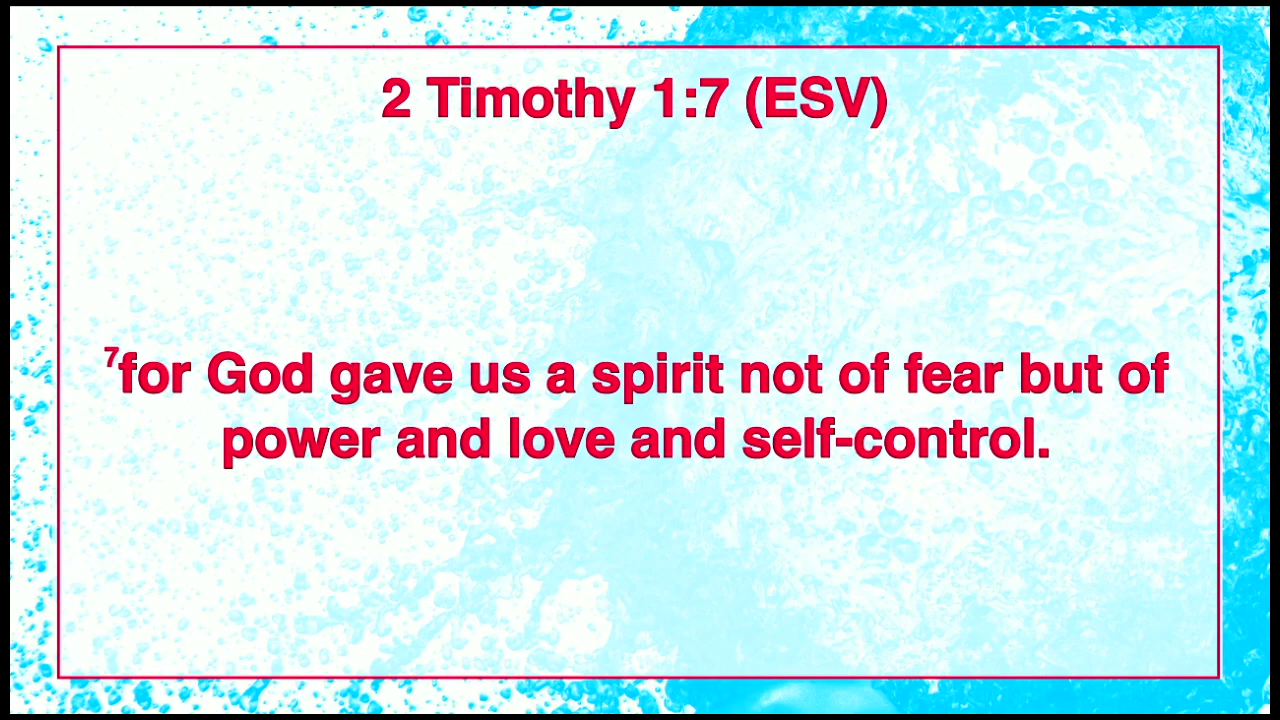 2 Timothy 1:7 (ESV)
⁷for God gave us a spirit not of fear but of
power and love and self-control.